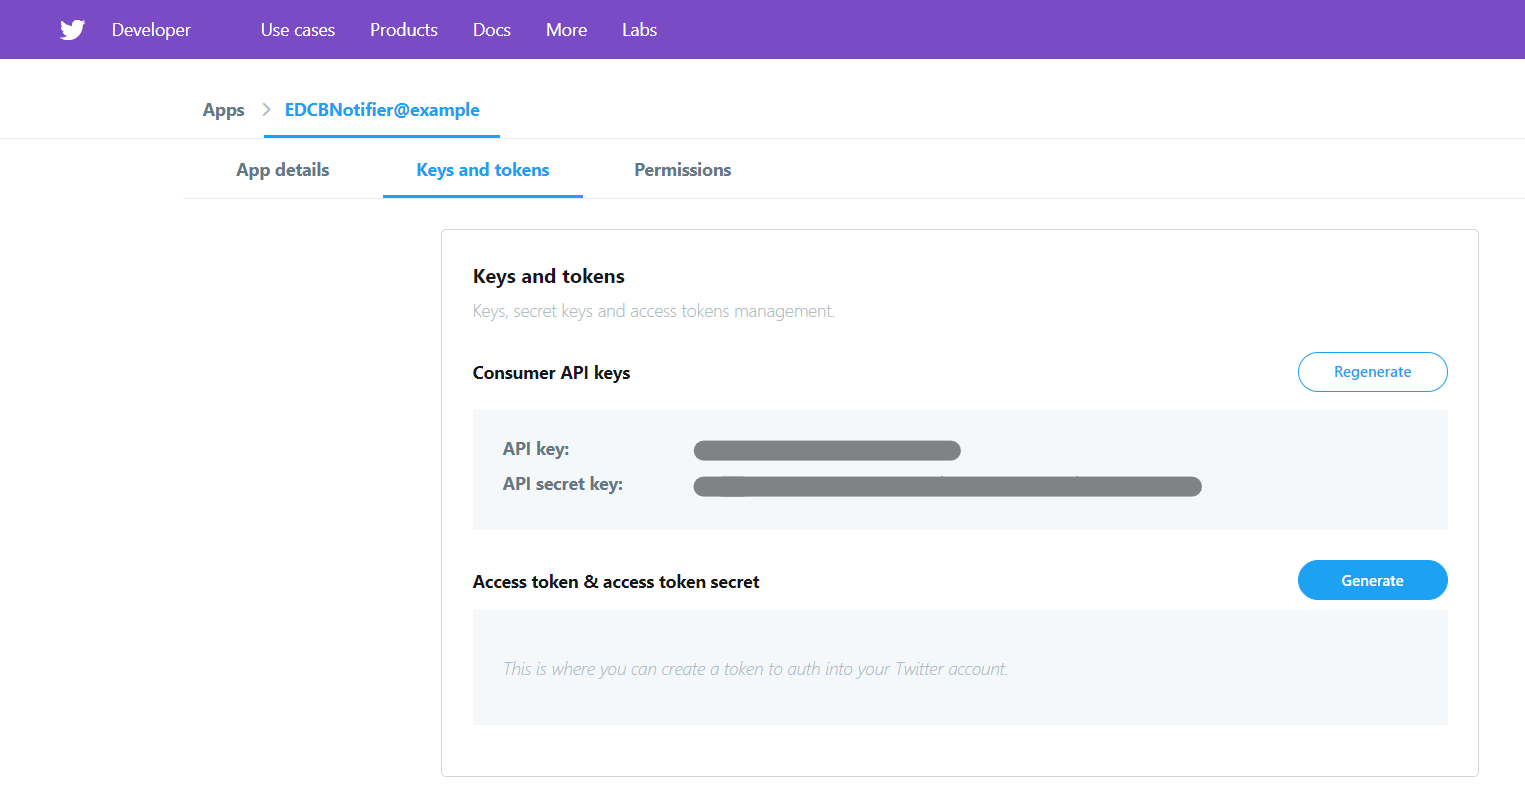 Developer Use cases Products Docs More Labs
Apps EDCBNotifier@example
App details Keys and tokens Permissions
Keys and tokens
Keys, secret keys and access tokens management.
Consumer API keys Regenerate
API key:
API secret key:
Access token & access token secret Generate
This is where you can create a token to auth into your Twitter account.